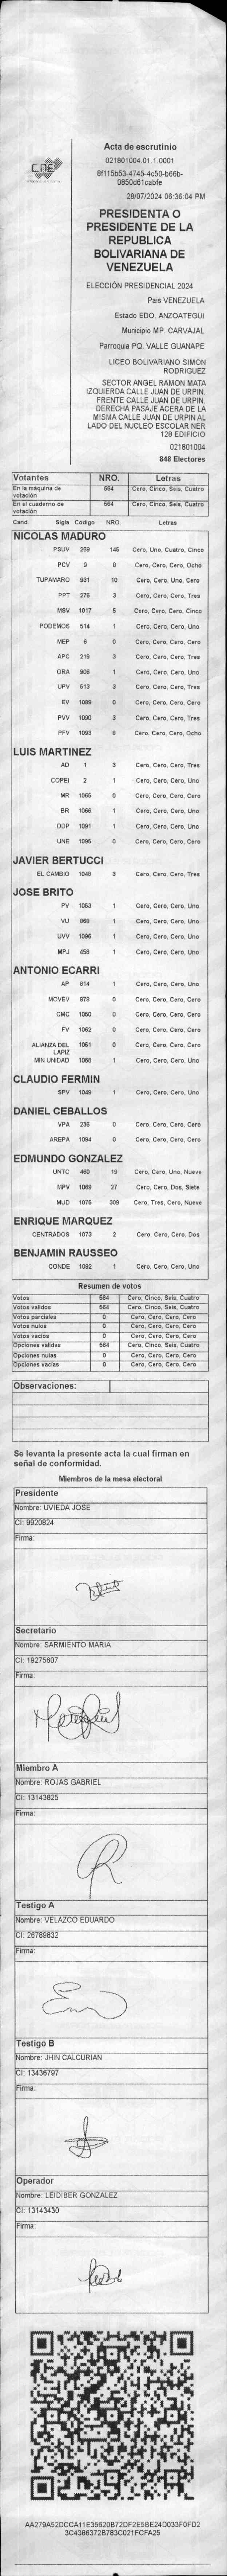 CNE
Acta de escrutinio
021801004.01.1.0001
8f115b53-4745-4c50-b66b-
0850d61cabfe
28/07/2024 06:36:04 PM
PRESIDENTA O
PRESIDENTE DE LA
REPUBLICA
BOLIVARIANA DE
VENEZUELA
ELECCIÓN PRESIDENCIAL 2024
Pais VENEZUELA
Estado EDO. ANZOATEGUI
Municipio MP. CARVAJAL
Parroquia PQ. VALLE GUANAPE
LICEO BOLIVARIANO SIMON
RODRIGUEZ
SECTOR ANGEL RAMON MATA
IZQUIERDA CALLE JUAN DE URPIN.
FRENTE CALLE JUAN DE URPIN.
DERECHA PASAJE ACERA DE LA
MISMA CALLE JUAN DE URPIN AL
LADO DEL NUCLEO ESCOLAR NER
128 EDIFICIO
021801004
848 Electores
Votantes NRO. Letras
En la máquina de votación 564 Cero, Cinco, Seis, Cuatro
En el cuaderno de votación 564 Cero, Cinco, Seis, Cuatro
Cand Sigla Codigo NRO. Letras
NICOLAS MADURO
PSUV 269 145 Cero, Uno, Cuatro, Cinco
PCV 9 8 Cero, Cero, Cero, Ocho
TUPAMARO 931 10 Cero, Cero, Uno, Cero
PPT 276 3 Cero, Cero, Cero, Tres
MSV 1017 5 Cero, Cero, Cero, Cinco
PODEMOS 514 1 Cero, Cero, Cero, Uno
MEP 6 0 Cero, Cero, Cero, Cero
APC 219 3 Cero, Cero, Cero, Tres
ORA 906 1 Cero, Cero, Cero, Uno
UPV 613 3 Cero, Cero, Cero, Tres
EV 1089 0 Cero, Cero, Cero, Cero
PVV 1090 3 Cero, Cero, Cero, Tres
PFV 1093 8 Cero, Cero, Cero, Ocho
LUIS MARTINEZ
AD 1 3 Cero, Cero, Cero, Tres
COPEI 2 1 Cero, Cero, Cero, Uno
MR 1065 0 Cero, Cero, Cero, Cero
BR 1066 1 Cero, Cero, Cero, Uno
DDP 1091 1 Cero, Cero, Cero, Uno
UNE 1095 0 Cero, Cero, Cero, Cero
JAVIER BERTUCCI
EL CAMBIO 1048 3 Cero, Cero, Cero, Tres
JOSE BRITO
PV 1053 1 Cero, Cero, Cero, Uno
VU 868 1 Cero, Cero, Cero, Uno
UVV 1096 1 Cero, Cero, Cero, Uno
MPJ 458 1 Cero, Cero, Cero, Uno
ANTONIO ECARRI
AP 814 1 Cero, Cero, Cero, Uno
MOVEV 978 0 Cero, Cero, Cero, Cero
CMC 1050 0 Cero, Cero, Cero, Cero
FV 1062 0 Cero, Cero, Cero, Cero
ALIANZA DEL LAPIZ 1051 0 Cero, Cero, Cero, Cero
MIN UNIDAD 1068 1 Cero, Cero, Cero, Uno
CLAUDIO FERMIN
SPV 1049 1 Cero, Cero, Cero, Uno
DANIEL CEBALLOS
VPA 236 0 Cero, Cero, Cero, Cero
AREPA 1094 0 Cero, Cero, Cero, Cero
EDMUNDO GONZALEZ
UNTC 460 19 Cero, Cero, Uno, Nueve
MPV 1069 27 Cero, Cero, Dos, Siete
MUD 1076 309 Cero, Tres, Cero, Nueve
ENRIQUE MARQUEZ
CENTRADOS 1073 2 Cero, Cero, Cero, Dos
BENJAMIN RAUSSEO
CONDE 1092 1 Cero, Cero, Cero, Uno
Resumen de votos
Votos 564 Cero, Cinco, Seis, Cuatro
Votos validos 564 Cero, Cinco, Seis, Cuatro
Votos parciales 0 Cero, Cero, Cero, Cero
Votos nulos 0 Cero, Cero, Cero, Cero
Votos vacios 0 Cero, Cero, Cero, Cero
Opciones validas 564 Cero, Cinco, Seis, Cuatro
Opciones nulas 0 Cero, Cero, Cero, Cero
Opciones vacias 0 Cero, Cero, Cero, Cero
Observaciones:
Se levanta la presente acta la cual firman en
señal de conformidad.
Miembros de la mesa electoral
Presidente
Nombre: UVIEDA JOSE
CI: 9920824
Firma:
Secretario
Nombre: SARMIENTO MARIA
CI: 19275607
Firma:
Miembro A
Nombre: ROJAS GABRIEL
CI: 13143825
Firma:
Testigo A
Nombre: VELAZCO EDUARDO
CI: 26789832
Firma:
Testigo B
Nombre: JHIN CALCURIAN
CI: 13436797
Firma:
Operador
Nombre: LEIDIBER GONZALEZ
CI: 13143430
Firma:
AA279A52DCCA11E35620B72DF2E5BE24D033F0FD2
3C4386372B783C021FCFA25